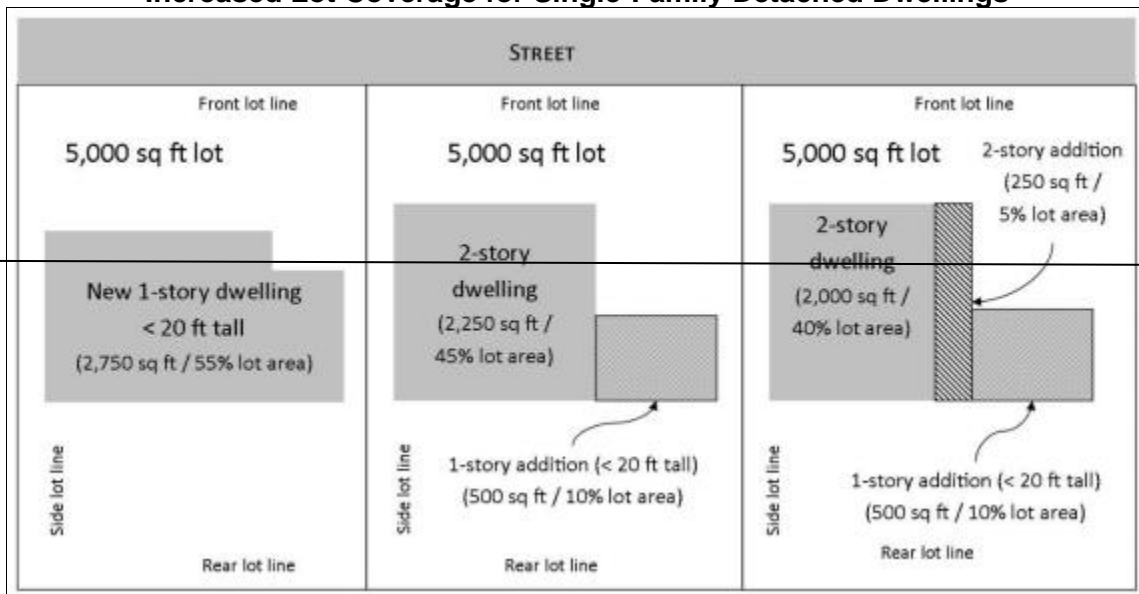 Increased Lot Coverage for Single-Family Detached Dwellings
STREET
Front lot line
5,000 sq ft lot
New 1-story dwelling
< 20 ft tall
(2,750 sq ft / 55% lot area)
Side lot line
Rear lot line
Front lot line
5,000 sq ft lot
2-story
dwelling
(2,250 sq ft /
45% lot area)
1-story addition (< 20 ft tall)
(500 sq ft / 10% lot area)
Side lot line
Rear lot line
Front lot line
5,000 sq ft lot
2-story addition
(250 sq ft /
5% lot area)
2-story
dwelling
(2,000 sq ft /
40% lot area)
1-story addition (< 20 ft tall)
(500 sq ft / 10% lot area)
Side lot line
Rear lot line